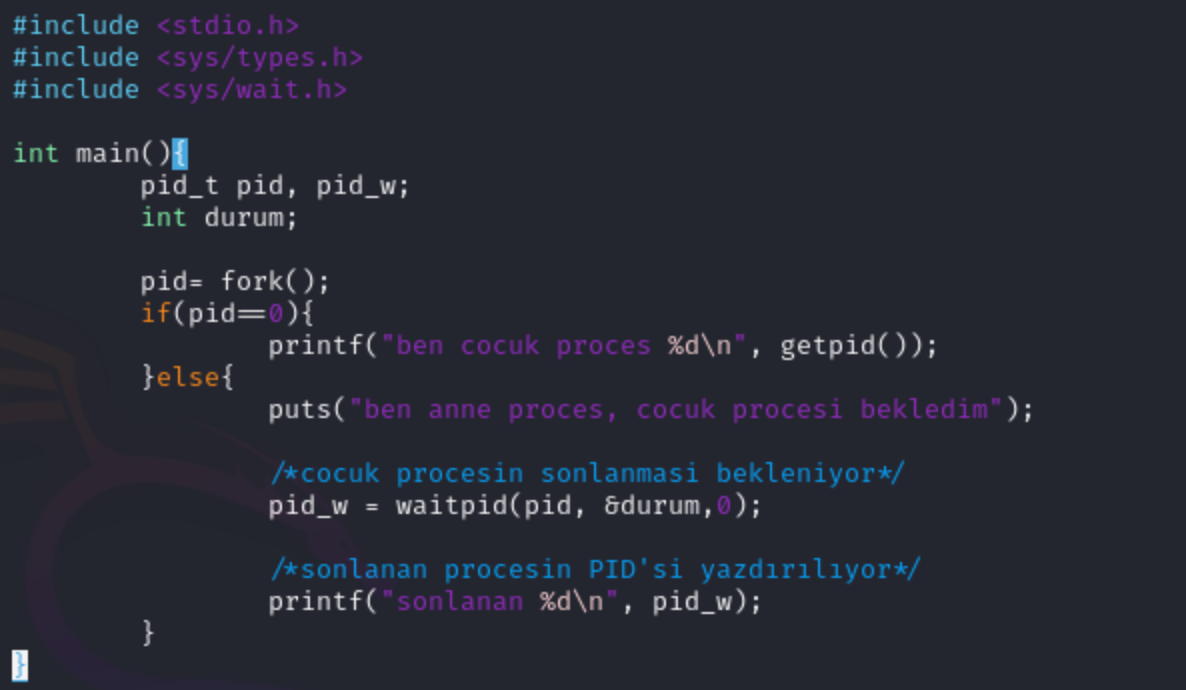 #include <stdio.h>
#include <sys/types.h>
#include <sys/wait.h>

int main(){
        pid_t pid, pid_w;
        int durum;

        pid= fork();
        if(pid==0){
                printf("ben cocuk proces %d\n", getpid());
        }else{
                puts("ben anne proces, cocuk procesi bekledim");

                /*cocuk procesin sonlanmasi bekleniyor*/
                pid_w = waitpid(pid, &durum,0);

                /*sonlanan procesin PID'si yazdırılıyor*/
                printf("sonlanan %d\n", pid_w);
        }
}